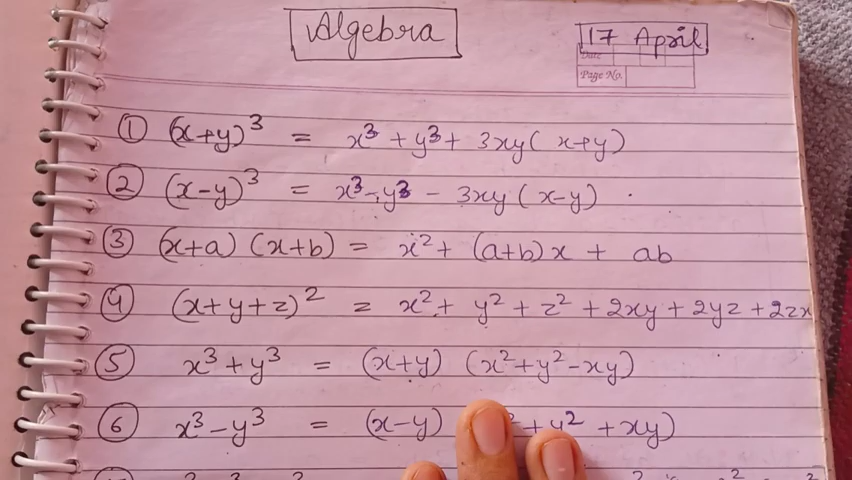 Algebra
17 April
Date
Page No.
① (x+y)³ = x³ + y³ + 3xy(x+y)
② (x-y)³ = x³ - y³ - 3xy(x-y)
③ (x+a) (x+b) = x² + (a+b)x + ab
④ (x+y+z)² = x² + y² + z² + 2xy + 2yz + 2zx
⑤ x³ + y³ = (x+y) (x²+y²-xy)
⑥ x³ - y³ = (x-y) + y² + xy)